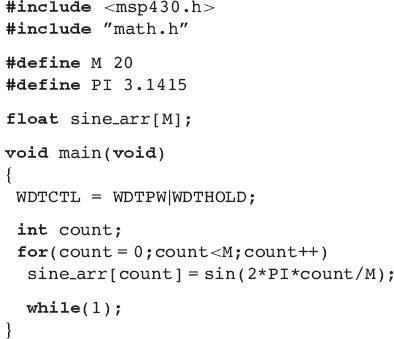 #include <msp430.h>
#include ”math.h”
#define M 20
#define PI 3.1415
float sine_arr[M];
void main(void)
{
WDTCTL = WDTPW|WDTHOLD;
int count;
for(count = 0;count<M;count++)
sine_arr[count] = sin(2*PI*count/M);
while(1);
}